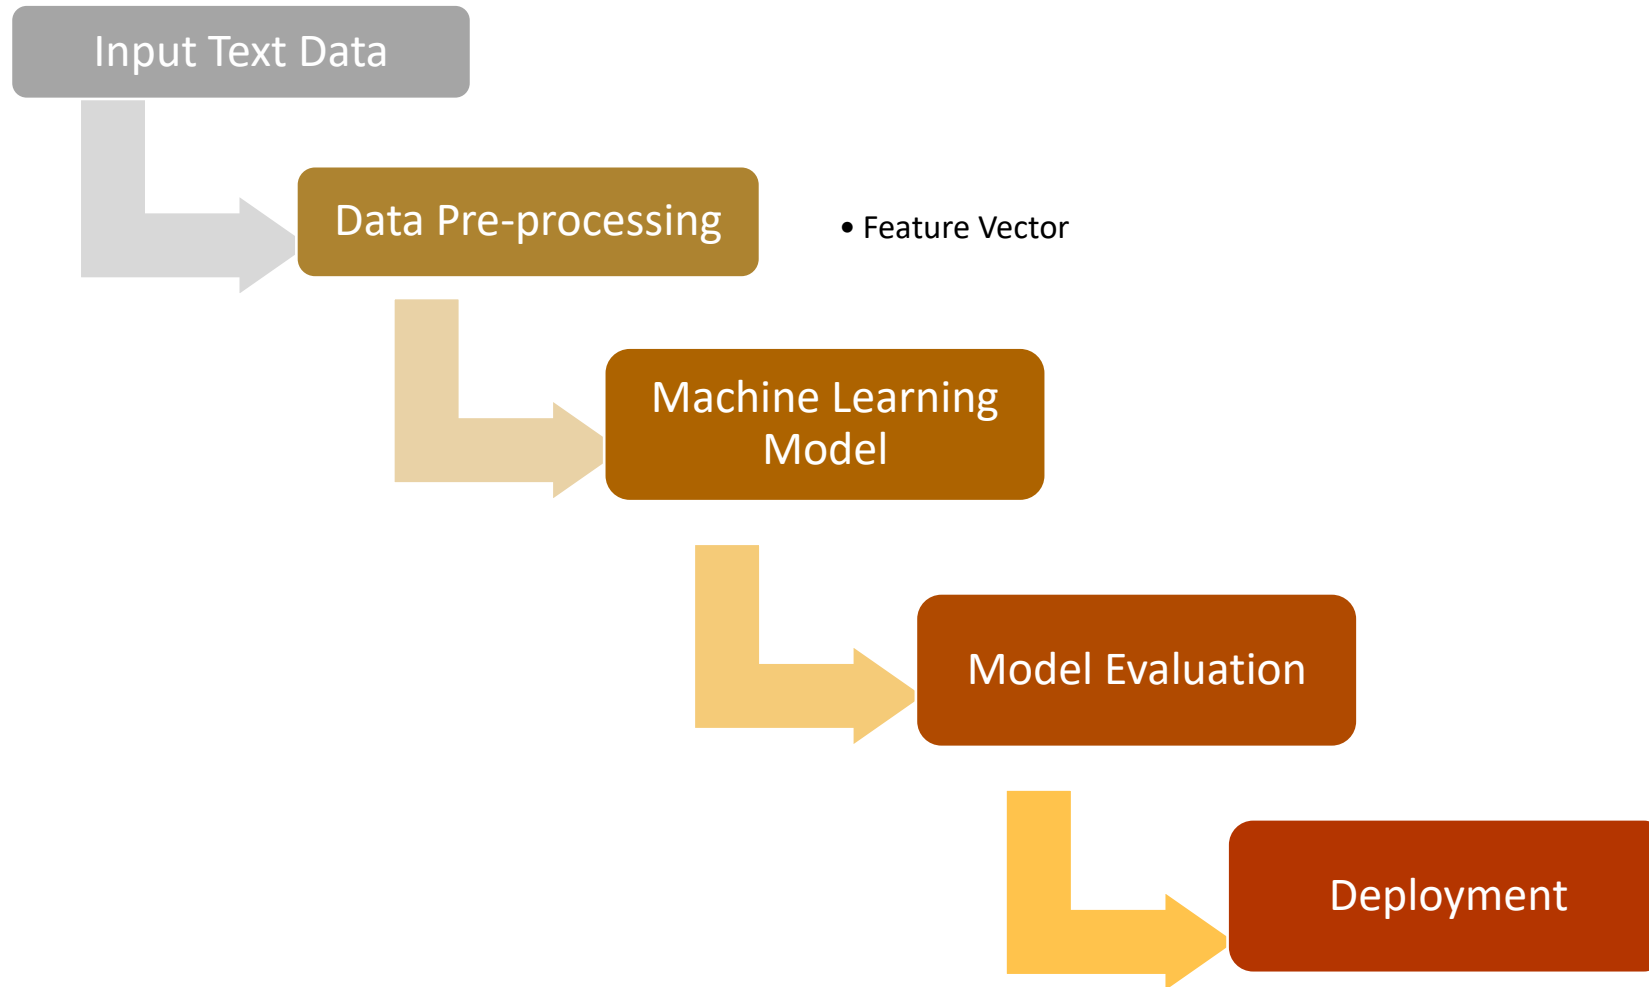 Input Text Data
Data Pre-processing
• Feature Vector
Machine Learning
Model
Model Evaluation
Deployment